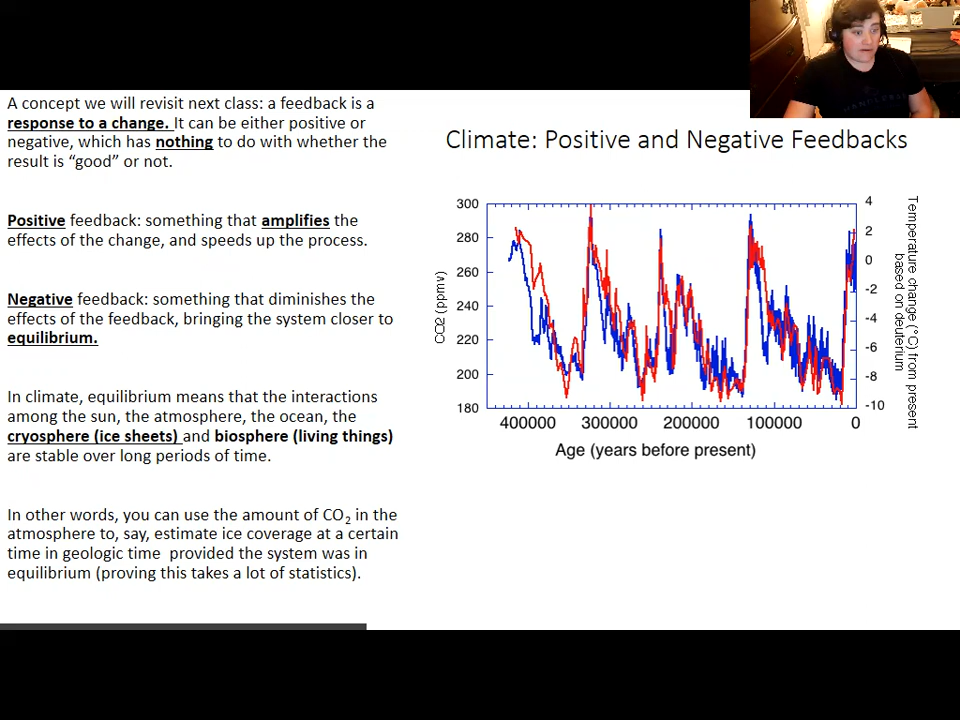 A concept we will revisit next class: a feedback is a
response to a change. It can be either positive or
negative, which has nothing to do with whether the
result is “good” or not.
Positive feedback: something that amplifies the
effects of the change, and speeds up the process.
Negative feedback: something that diminishes the
effects of the feedback, bringing the system closer to
equilibrium.
In climate, equilibrium means that the interactions
among the sun, the atmosphere, the ocean, the
cryosphere (ice sheets) and biosphere (living things)
are stable over long periods of time.
In other words, you can use the amount of CO2 in the
atmosphere to, say, estimate ice coverage at a certain
time in geologic time provided the system was in
equilibrium (proving this takes a lot of statistics).
Climate: Positive and Negative Feedbacks
CO2 (ppmv)
300
280
260
240
220
200
180
4
2
0
-2
-4
-6
-8
-10
Temperature change (°C) from present
based on deuterium
400000 300000 200000 100000 0
Age (years before present)